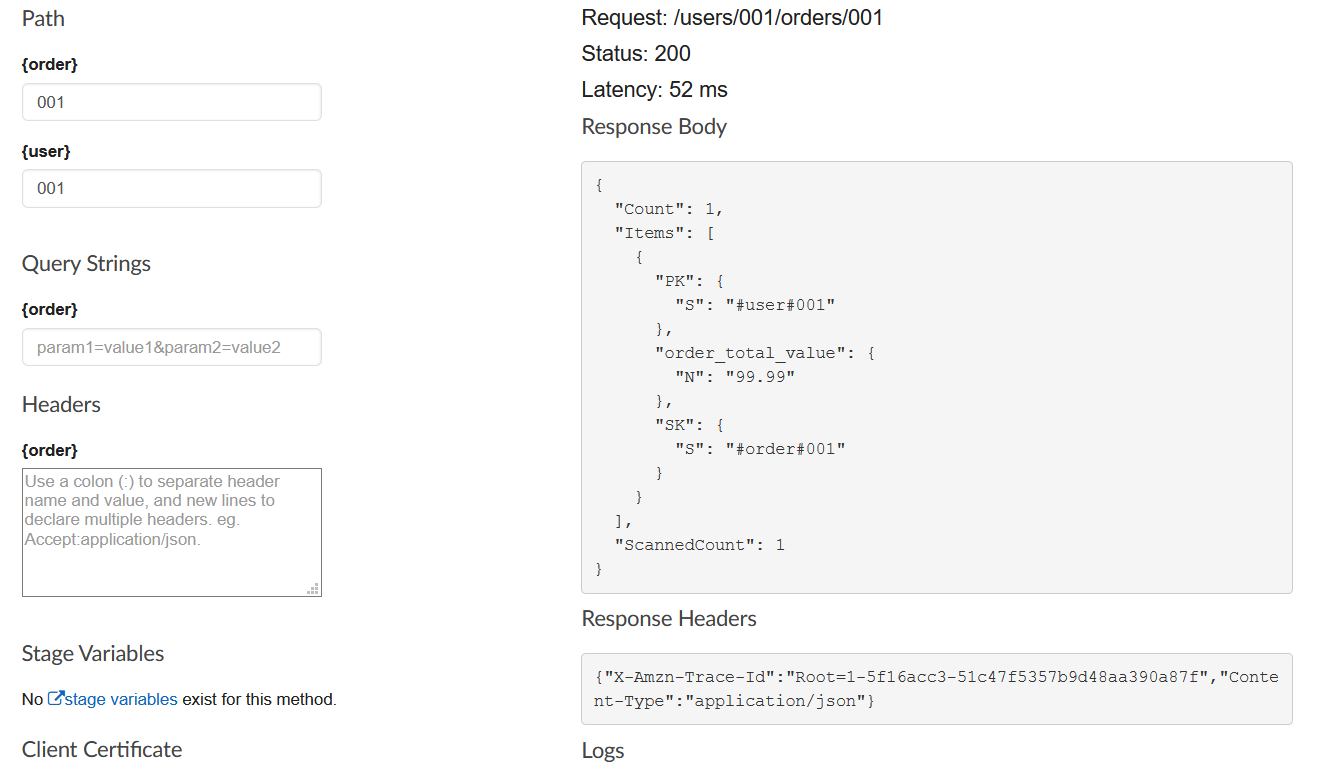 Path
{order}
001
{user}
001
Query Strings
{order}
param1=value1&param2=value2
Headers
{order}
Use a colon (:) to separate header
name and value, and new lines to
declare multiple headers. eg.
Accept:application/json.
Stage Variables
No stage variables exist for this method.
Client Certificate
Request: /users/001/orders/001
Status: 200
Latency: 52 ms
Response Body
{
  "Count": 1,
  "Items": [
    {
      "PK": {
        "S": "#user#001"
      },
      "order_total_value": {
        "N": "99.99"
      },
      "SK": {
        "S": "#order#001"
      }
    }
  ],
  "ScannedCount": 1
}
Response Headers
{"X-Amzn-Trace-Id":"Root=1-5f16acc3-51c47f5357b9d48aa390a87f","Conte
nt-Type":"application/json"}
Logs